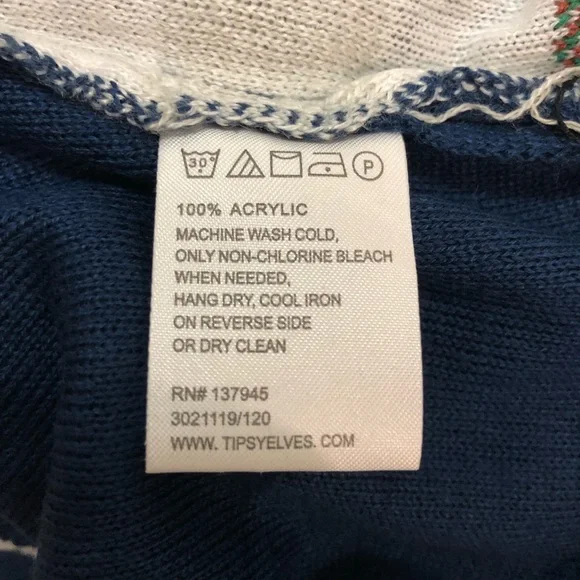 30°
P
100% ACRYLIC
MACHINE WASH COLD,
ONLY NON-CHLORINE BLEACH
WHEN NEEDED,
HANG DRY, COOL IRON
ON REVERSE SIDE
OR DRY CLEAN
RN# 137945
3021119/120
WWW. TIPSYELVES. COM